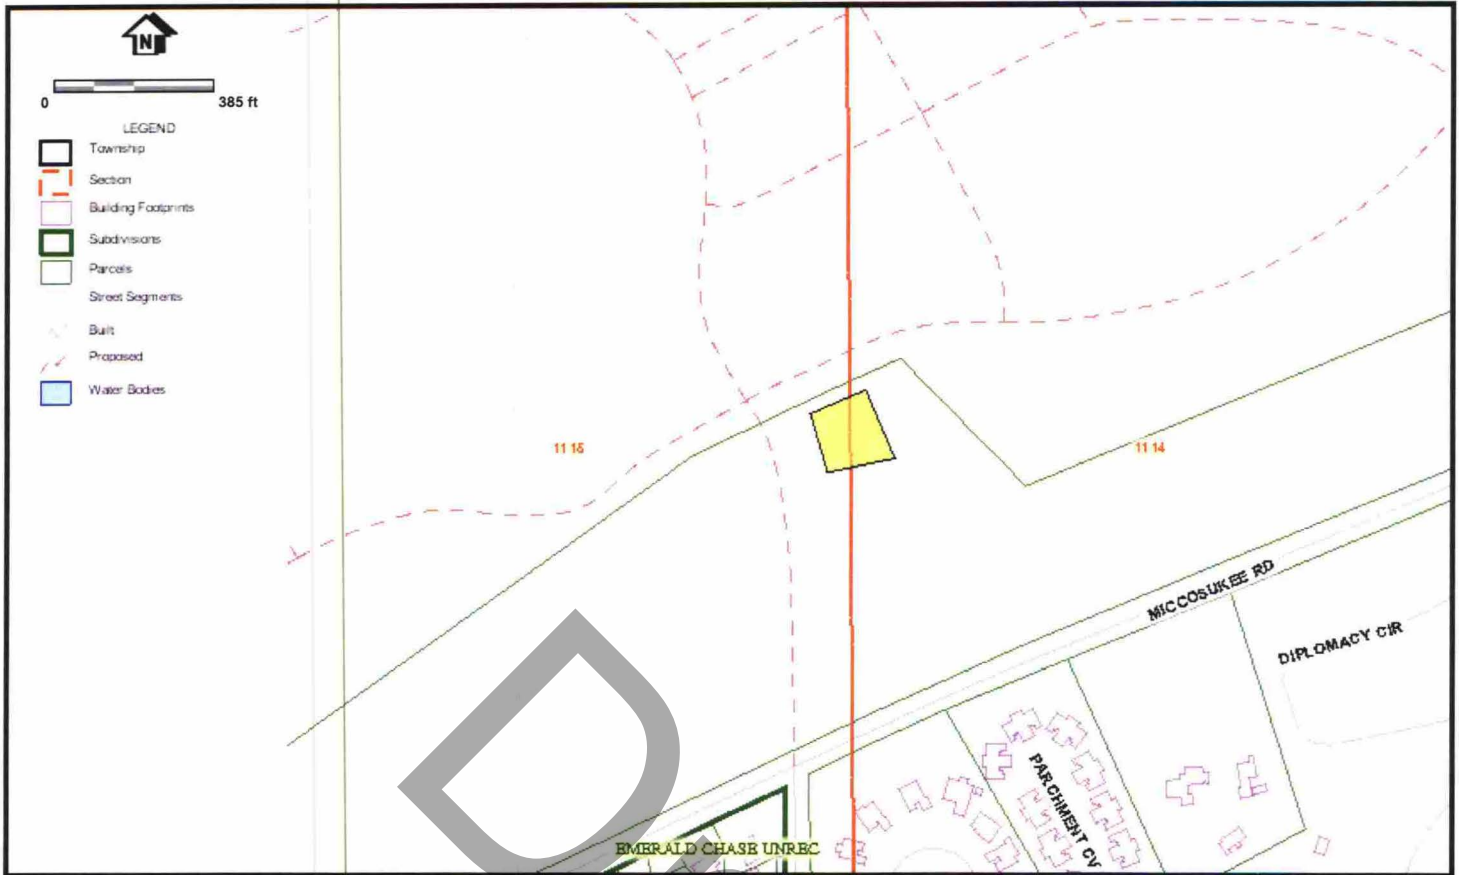 N
0 385 ft
LEGEND
Township
Section
Building Footprints
Subdivisions
Parcels
Street Segments
Built
Proposed
Water Bodies
11 15
11 14
MICCOSUKEE RD
DIPLOMACY CIR
PARCHMENT CV
EMERALD CHASE UNREC
D